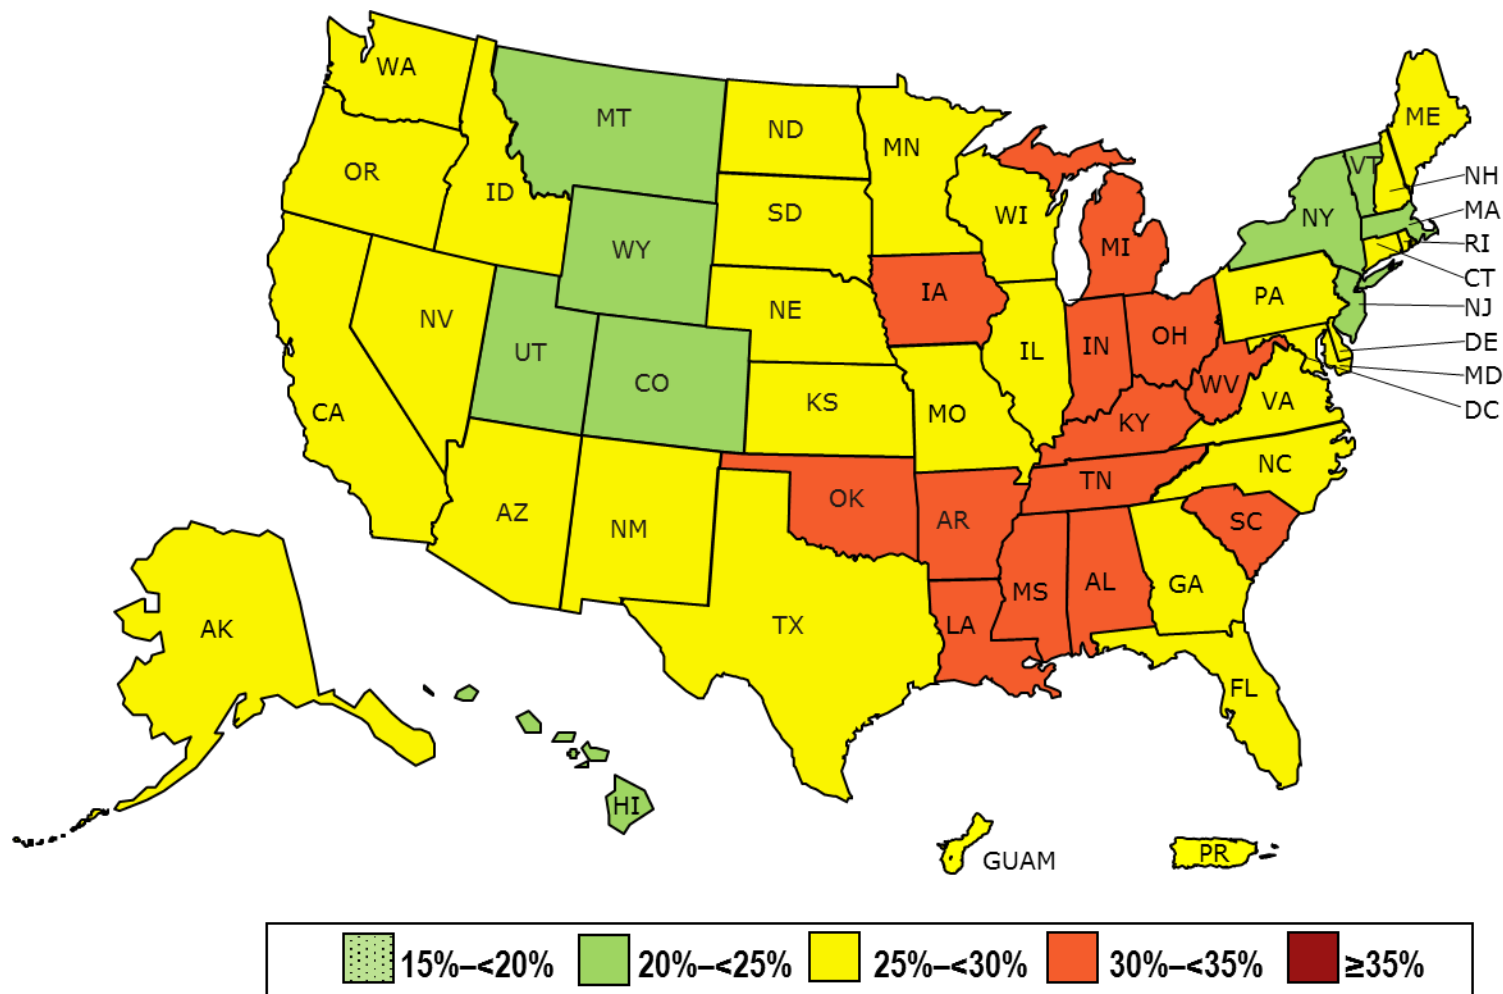 WA
MT
ND
MN
ME
OR
ID
SD
WI
VT
NH
NY
MA
WY
MI
RI
CT
NV
NE
IA
PA
NJ
UT
CO
IL
IN
OH
DE
MD
DC
CA
KS
MO
WV
VA
KY
AZ
NM
OK
AR
TN
NC
SC
AK
TX
LA
MS
AL
GA
FL
HI
GUAM
PR
15%–<20% 20%–<25% 25%–<30% 30%–<35% ≥35%